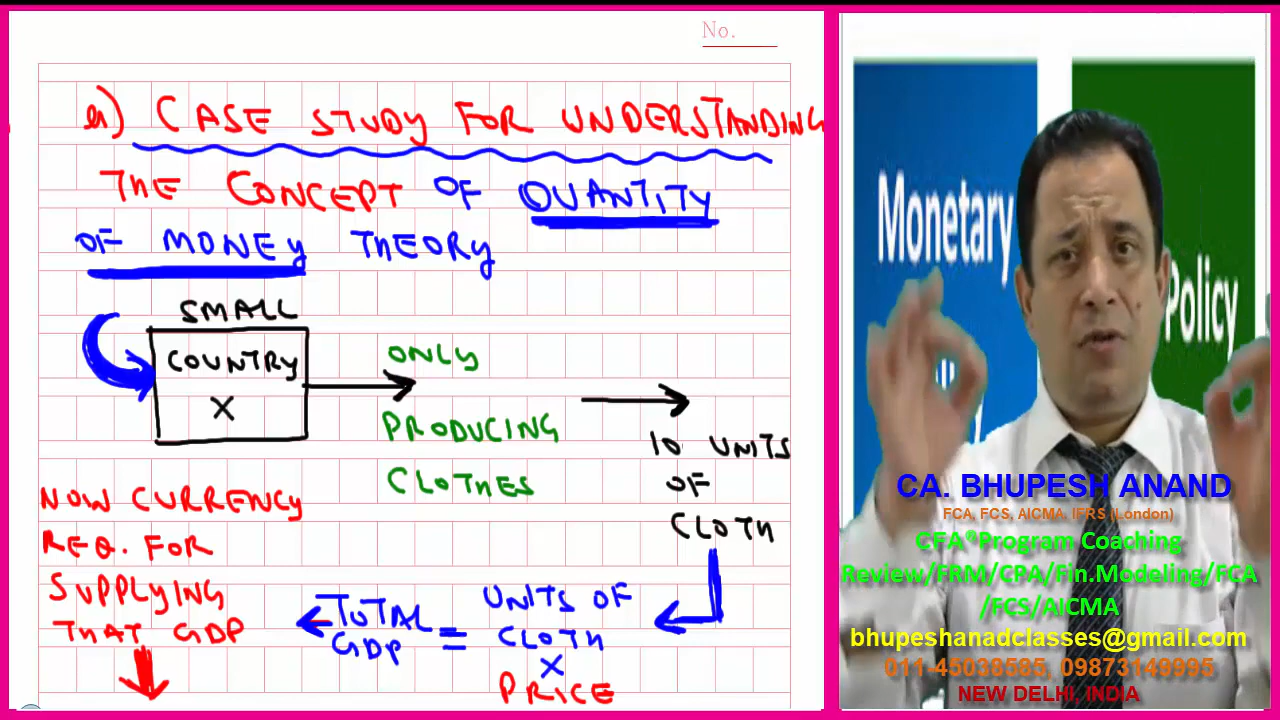 No.
a) CASE STUDY FOR UNDERSTANDING
THE CONCEPT OF QUANTITY
OF MONEY THEORY
SMALL
COUNTRY
X
ONLY
PRODUCING
CLOTHES
10 UNITS
OF
CLOTH
NOW CURRENCY
REQ. FOR
SUPPLYING
THAT GDP
TOTAL
GDP
=
UNITS OF
CLOTH
X
PRICE
Monetary
Policy
CA. BHUPESH ANAND
FCA, FCS, AICMA, IFRS (London)
CFA®Program Coaching
Review/FRM/CPA/Fin.Modeling/FCA
/FCS/AICMA
bhupeshanadclasses@gmail.com
011-45038585, 09873149995
NEW DELHI, INDIA